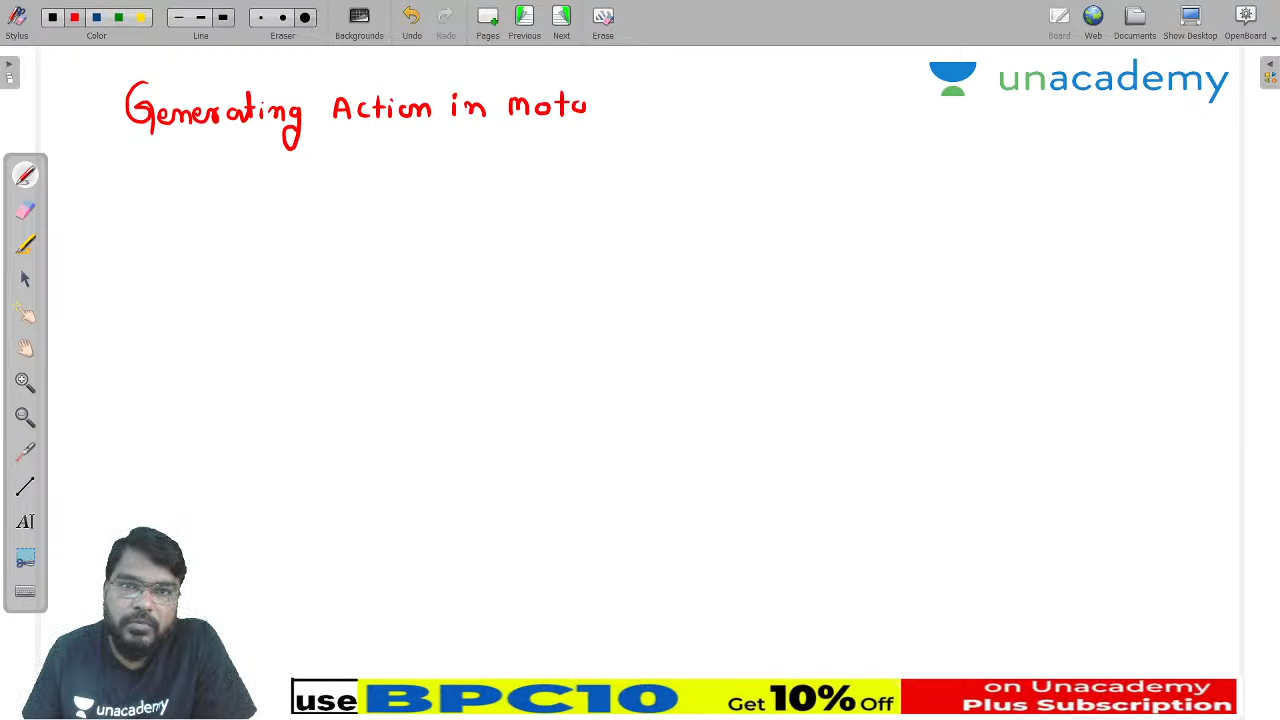 Stylus
Color
Line
Eraser
Backgrounds
Undo
Redo
Pages
Previous
Next
Erase
Board
Web
Documents
Show Desktop
OpenBoard
unacademy
Generating Action in moto
AI
unacademy
use BPC10 Get 10% Off on Unacademy
Plus Subscription